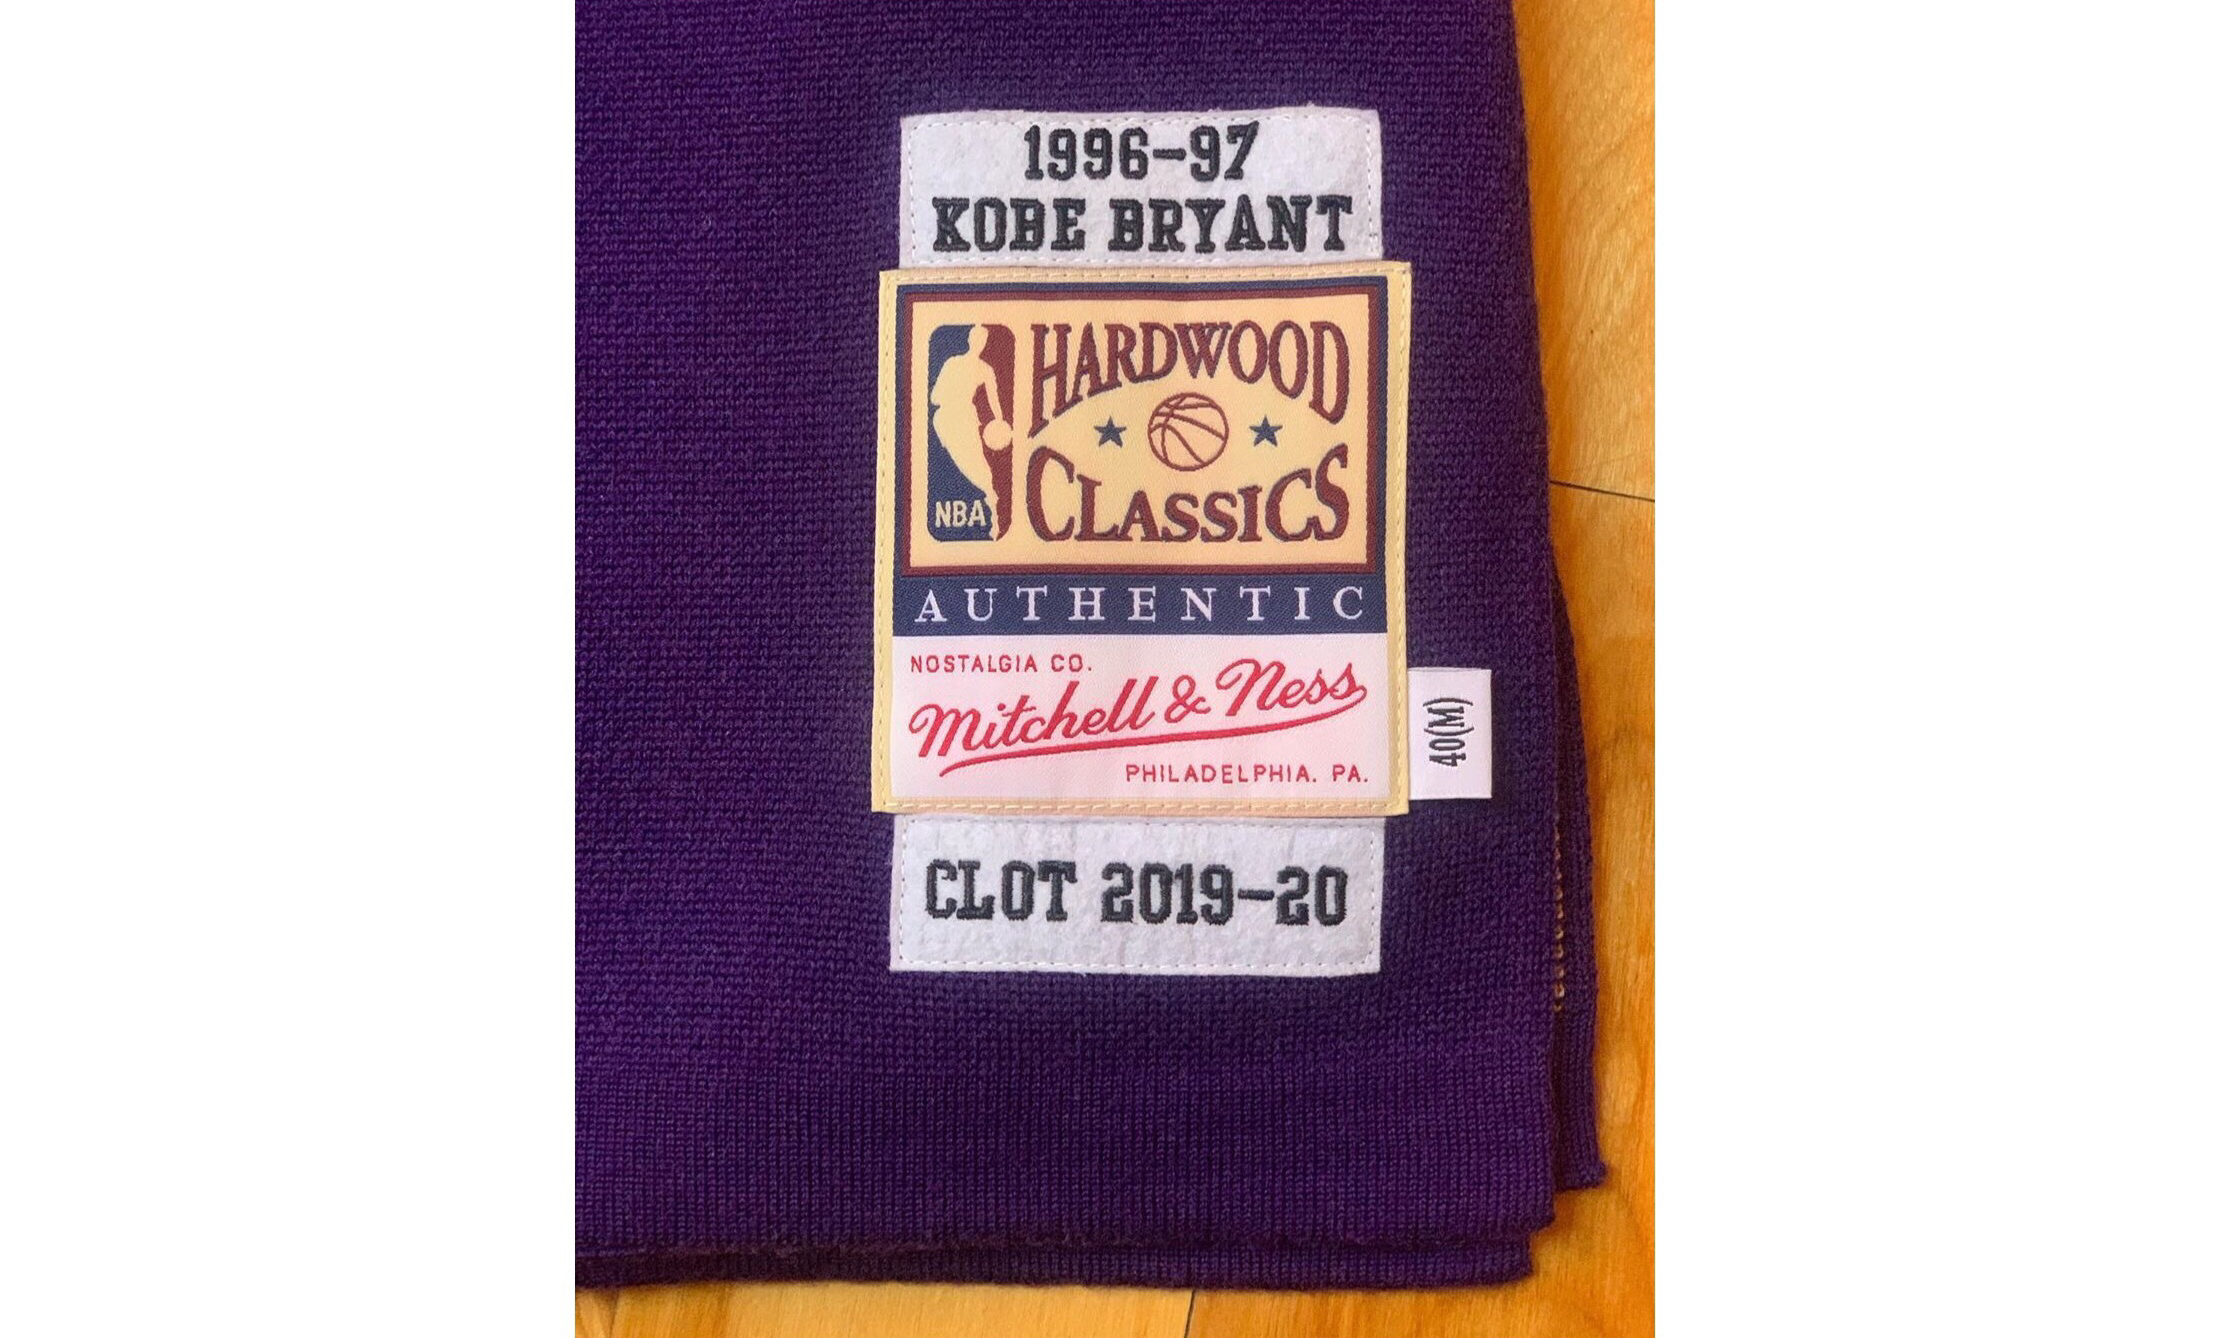 1996-97
KOBE BRYANT
HARDWOOD
CLASSICS
NBA
AUTHENTIC
NOSTALGIA CO.
Mitchell & Ness
PHILADELPHIA. PA.
40(M)
CLOT 2019-20